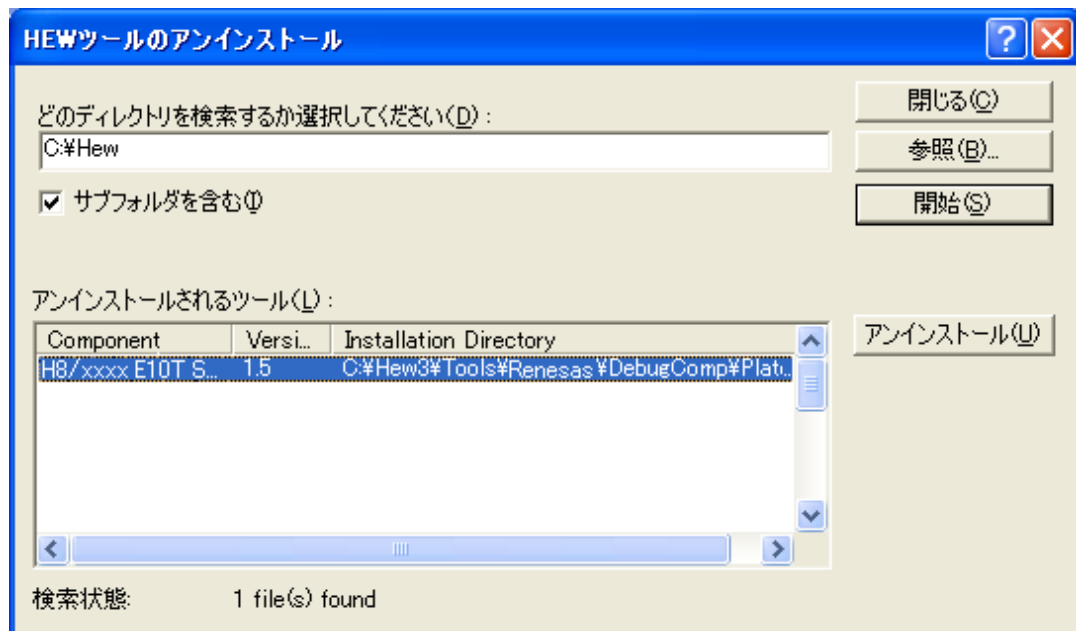 HEWツールのアンインストール
どのディレクトリを検索するか選択してください(D):
C:¥Hew
サブフォルダを含む(I)
閉じる(C)
参照(B)...
開始(S)
アンインストールされるツール(L):
Component Versi... Installation Directory
H8/xxxx E10T S... 1.5 C:¥Hew3¥Tools¥Renesas¥DebugComp¥Platt...
アンインストール(U)
検索状態: 1 file(s) found